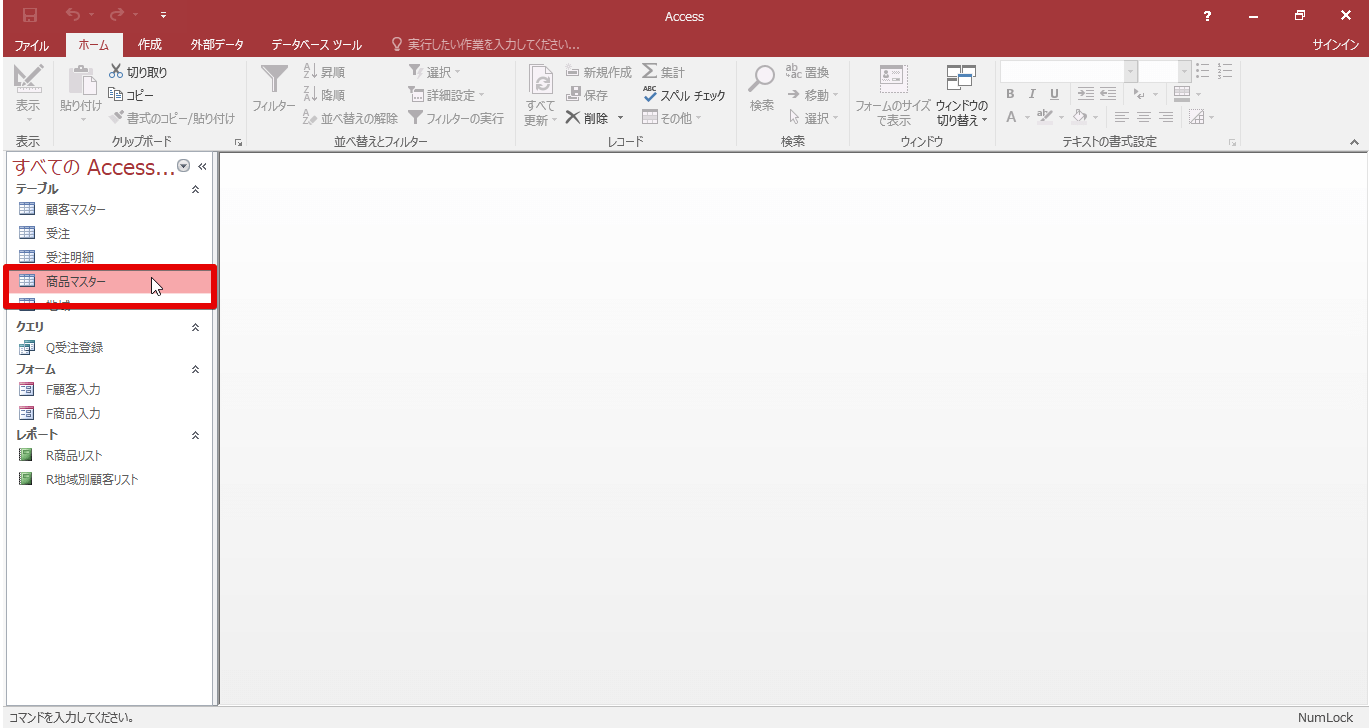 Access
?
ファイル ホーム 作成 外部データ データベース ツール 実行したい作業を入力してください... サインイン
表示
表示
貼り付け
切り取り
コピー
書式のコピー/貼り付け
クリップボード
フィルター
昇順
降順
並べ替えの解除
選択
詳細設定
フィルターの実行
並べ替えとフィルター
すべて
更新
新規作成
保存
削除
集計
スペル チェック
その他
レコード
検索
置換
移動
選択
検索
フォームのサイズ
で表示
ウィンドウの
切り替え
ウィンドウ
B I U
A
テキストの書式設定
すべての Access...
テーブル
顧客マスター
受注
受注明細
商品マスター
地域
クエリ
Q受注登録
フォーム
F顧客入力
F商品入力
レポート
R商品リスト
R地域別顧客リスト
コマンドを入力してください。
NumLock